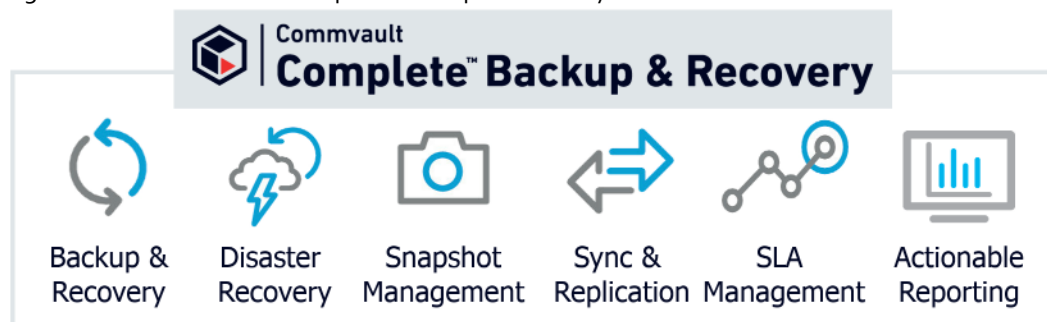 Commvault
Complete™ Backup & Recovery
Backup &
Recovery
Disaster
Recovery
Snapshot
Management
Sync &
Replication
SLA
Management
Actionable
Reporting